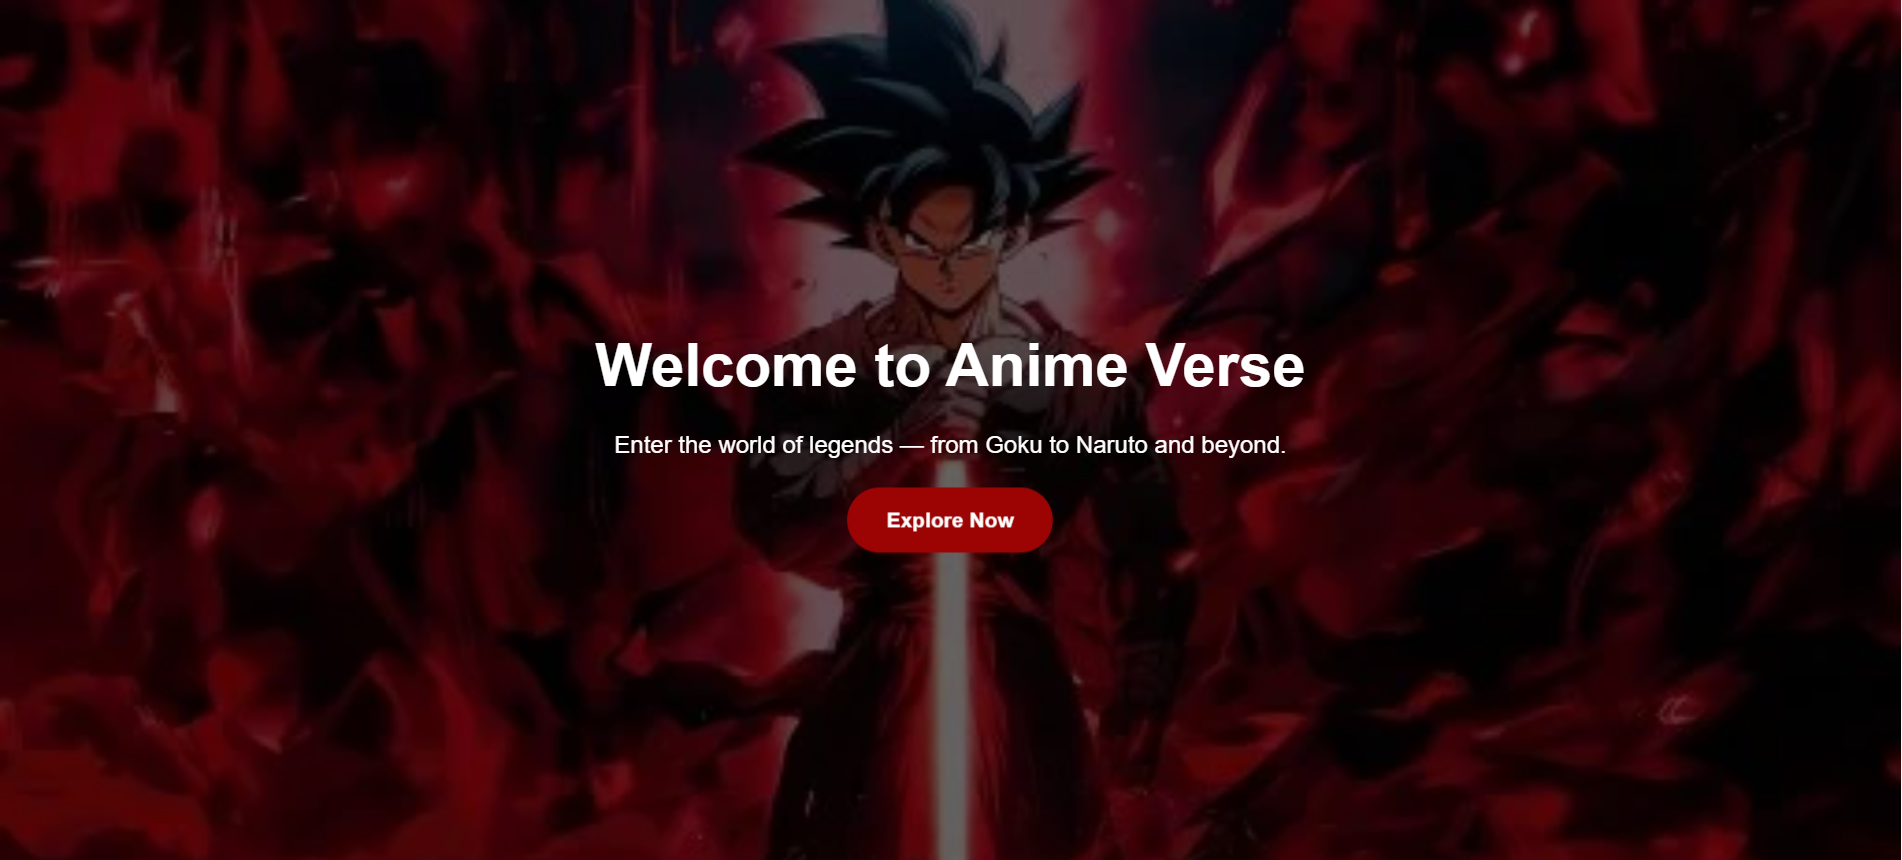 Welcome to Anime Verse
Enter the world of legends — from Goku to Naruto and beyond.
Explore Now